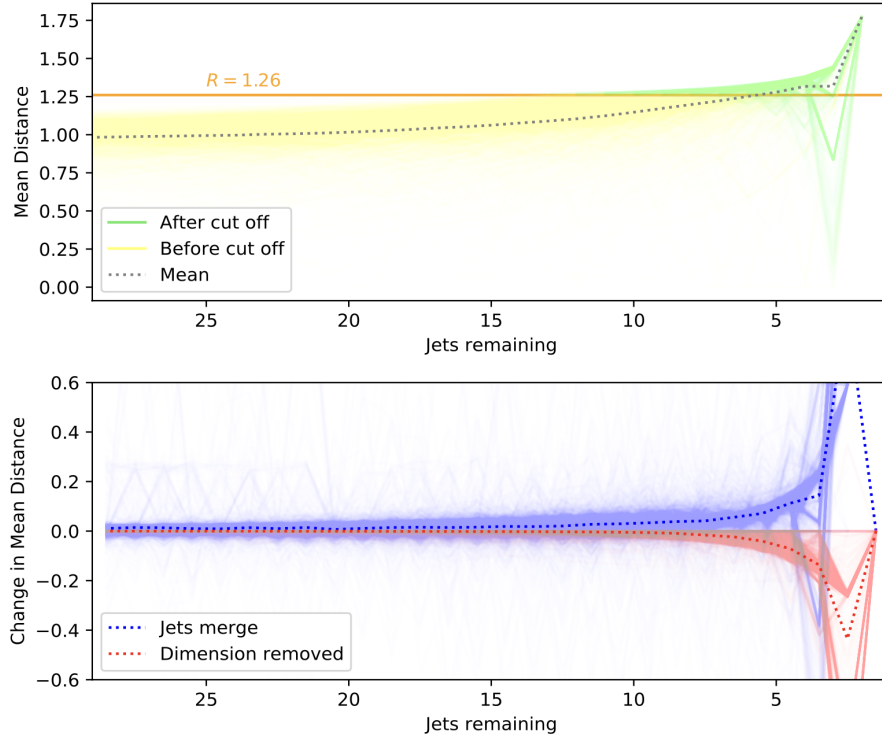 1.75
1.50
1.25
1.00
0.75
0.50
0.25
0.00
Mean Distance
R = 1.26
After cut off
Before cut off
Mean
25 20 15 10 5
Jets remaining
0.6
0.4
0.2
0.0
−0.2
−0.4
−0.6
Change in Mean Distance
Jets merge
Dimension removed
25 20 15 10 5
Jets remaining